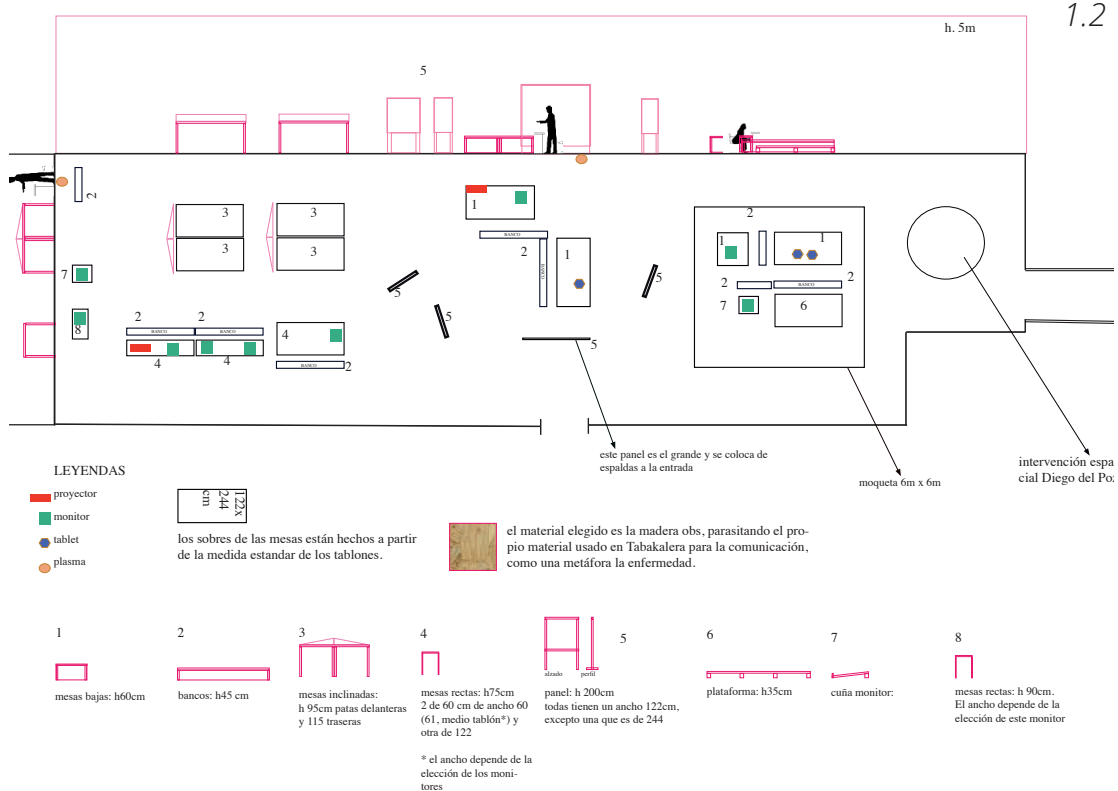 1.2
h. 5m
5
2
3
3
3
3
1
BANCO
2
BANCO
1
2
1
1
2
BANCO
2
7
6
7
8
5
5
5
5
2
2
BANCO
BANCO
4
4
4
BANCO
2
este panel es el grande y se coloca de
espaldas a la entrada
moqueta 6m x 6m
intervención espa
cial Diego del Poz
LEYENDAS
proyector
monitor
tablet
plasma
122x
244
cm
los sobres de las mesas están hechos a partir
de la medida estandar de los tablones.
el material elegido es la madera obs, parasitando el pro-
pio material usado en Tabakalera para la comunicación,
como una metáfora la enfermedad.
1
mesas bajas: h60cm
2
bancos: h45 cm
3
mesas inclinadas:
h 95cm patas delanteras
y 115 traseras
4
mesas rectas: h75cm
2 de 60 cm de ancho 60
(61, medio tablón*) y
otra de 122
* el ancho depende de la
elección de los moni-
tores
5
alzado
perfil
panel: h 200cm
todas tienen un ancho 122cm,
excepto una que es de 244
6
plataforma: h35cm
7
cuña monitor:
8
mesas rectas: h 90cm.
El ancho depende de la
elección de este monitor